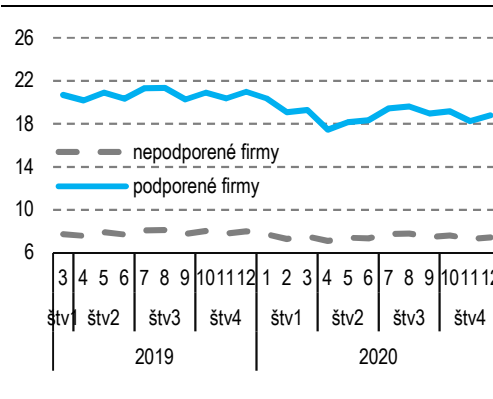 26
22
18
14
10
6
nepodporené firmy
podporené firmy
3 4 5 6 7 8 9 10 11 12 1 2 3 4 5 6 7 8 9 10 11 12
štv1 štv2 štv3 štv4 štv1 štv2 štv3 štv4
2019 2020